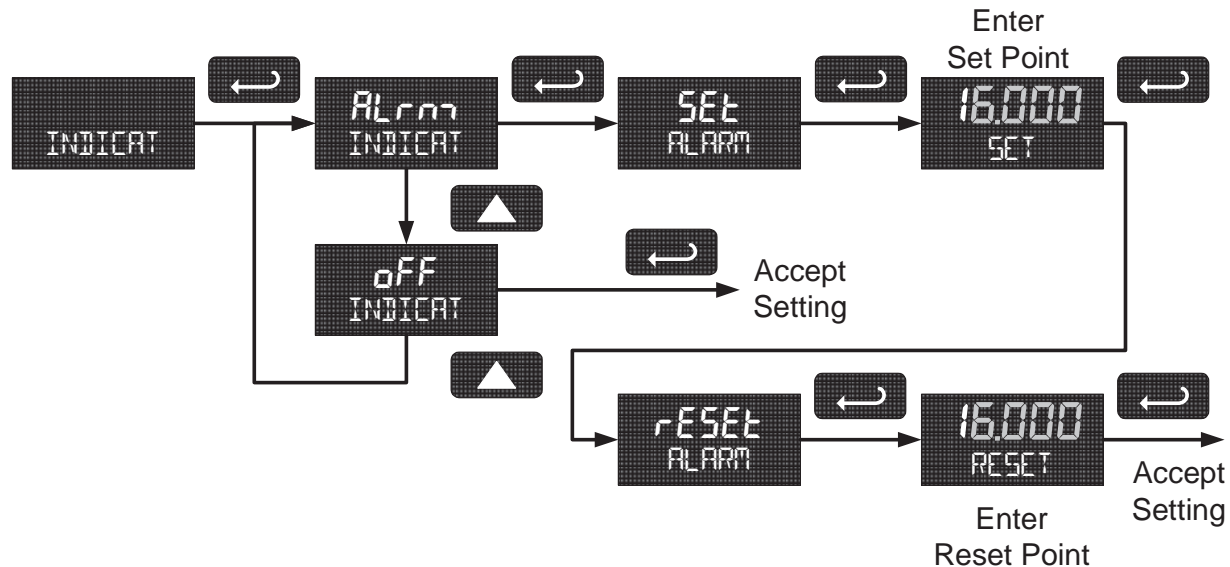 Enter
Set Point
INDICAT
ALrm
INDICAT
SEt
ALARM
16.000
SET
oFF
INDICAT
Accept
Setting
rESEt
ALARM
16.000
RESET
Accept
Setting
Enter
Reset Point